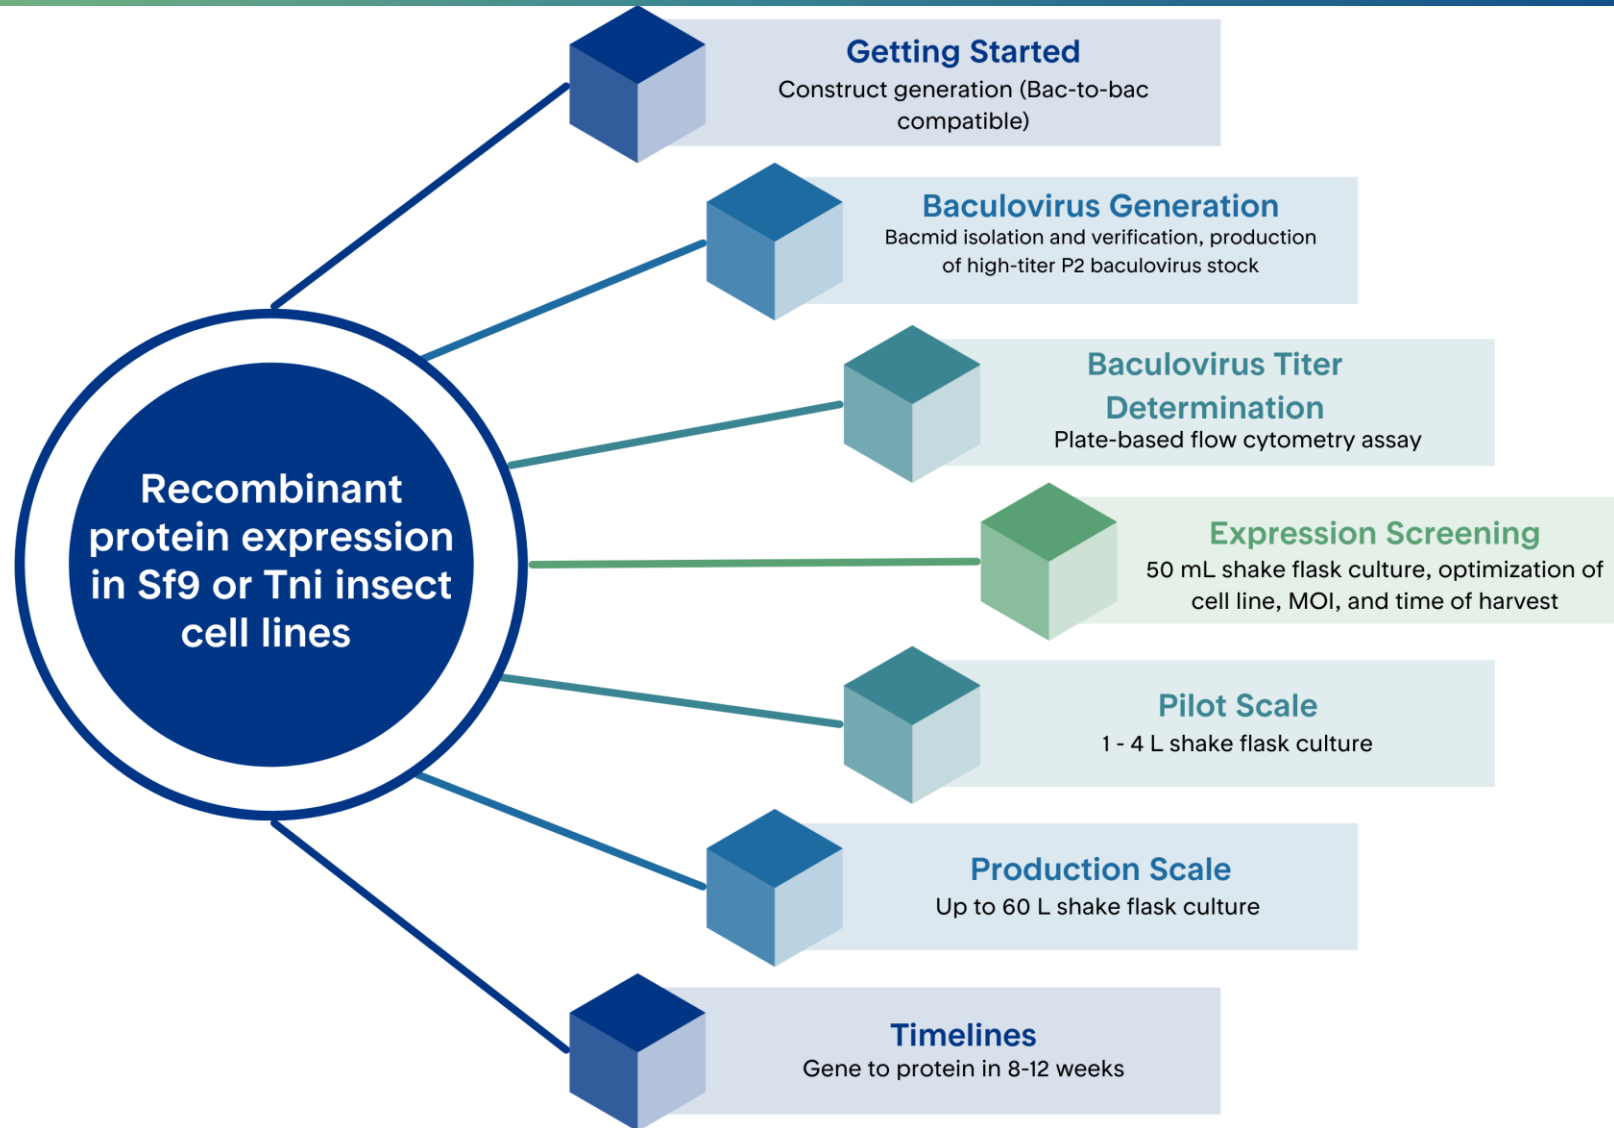 Getting Started
Construct generation (Bac-to-bac
compatible)
Baculovirus Generation
Bacmid isolation and verification, production
of high-titer P2 baculovirus stock
Baculovirus Titer
Determination
Plate-based flow cytometry assay
Recombinant
protein expression
in Sf9 or Tni insect
cell lines
Expression Screening
50 mL shake flask culture, optimization of
cell line, MOI, and time of harvest
Pilot Scale
1 - 4 L shake flask culture
Production Scale
Up to 60 L shake flask culture
Timelines
Gene to protein in 8-12 weeks